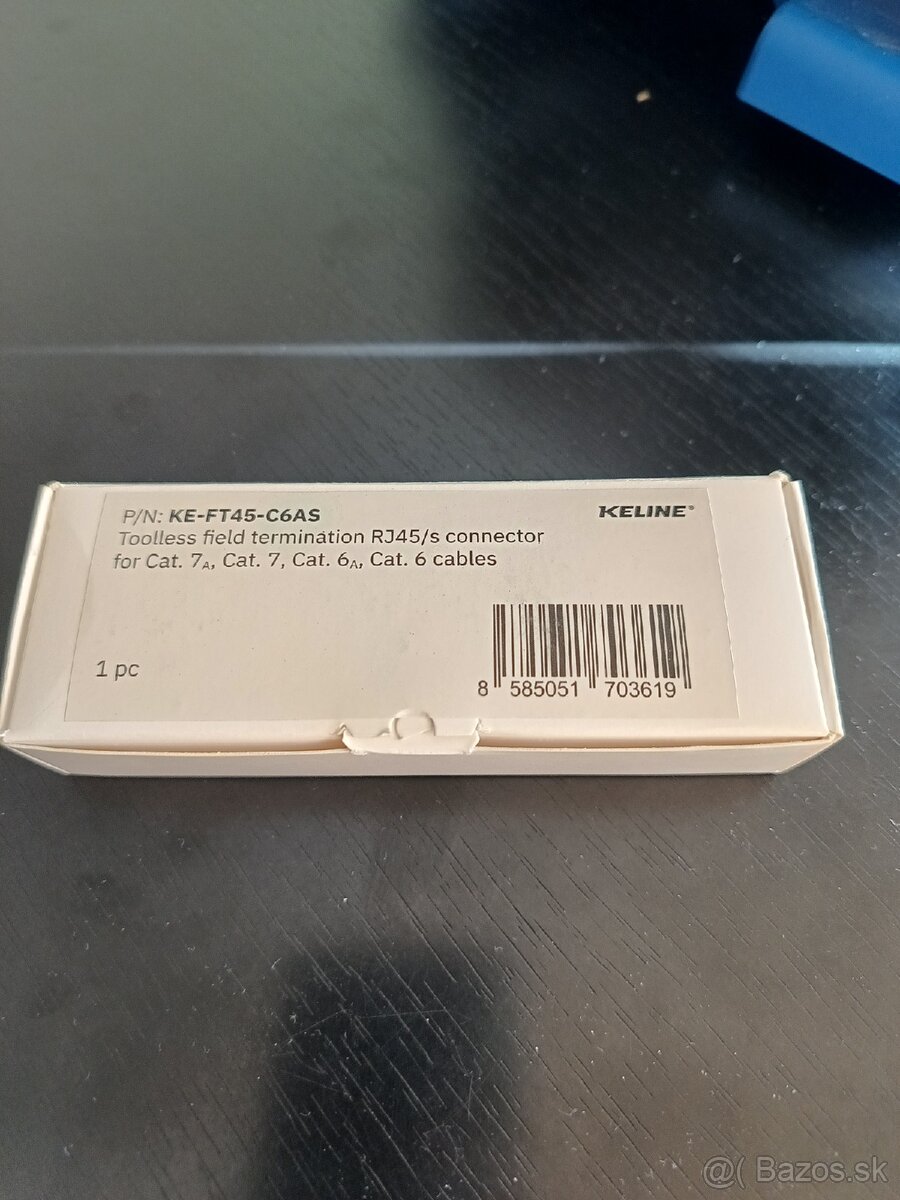 P/N: KE-FT45-C6AS
KELINE®
Toolless field termination RJ45/s connector
for Cat. 7A, Cat. 7, Cat. 6A, Cat. 6 cables
1 pc
8 585051 703619
@( Bazos.sk